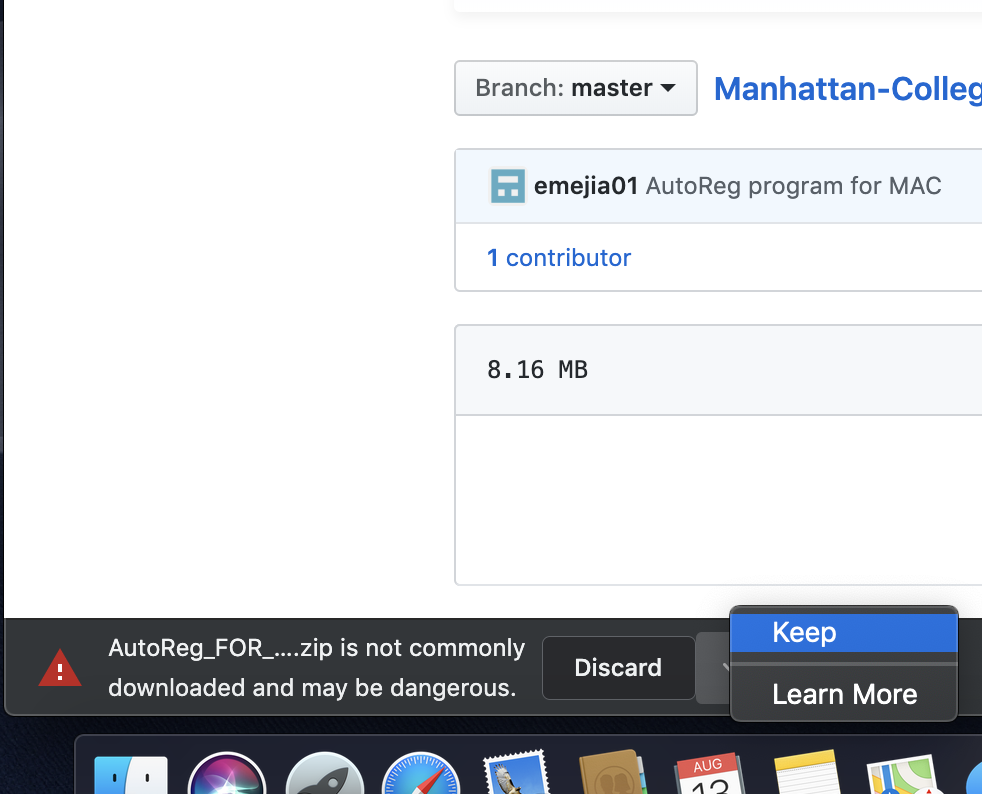 Branch: master
Manhattan-Colleg
emejia01 AutoReg program for MAC
1 contributor
8.16 MB
AutoReg_FOR_....zip is not commonly
downloaded and may be dangerous.
Discard
Keep
Learn More
AUG
13